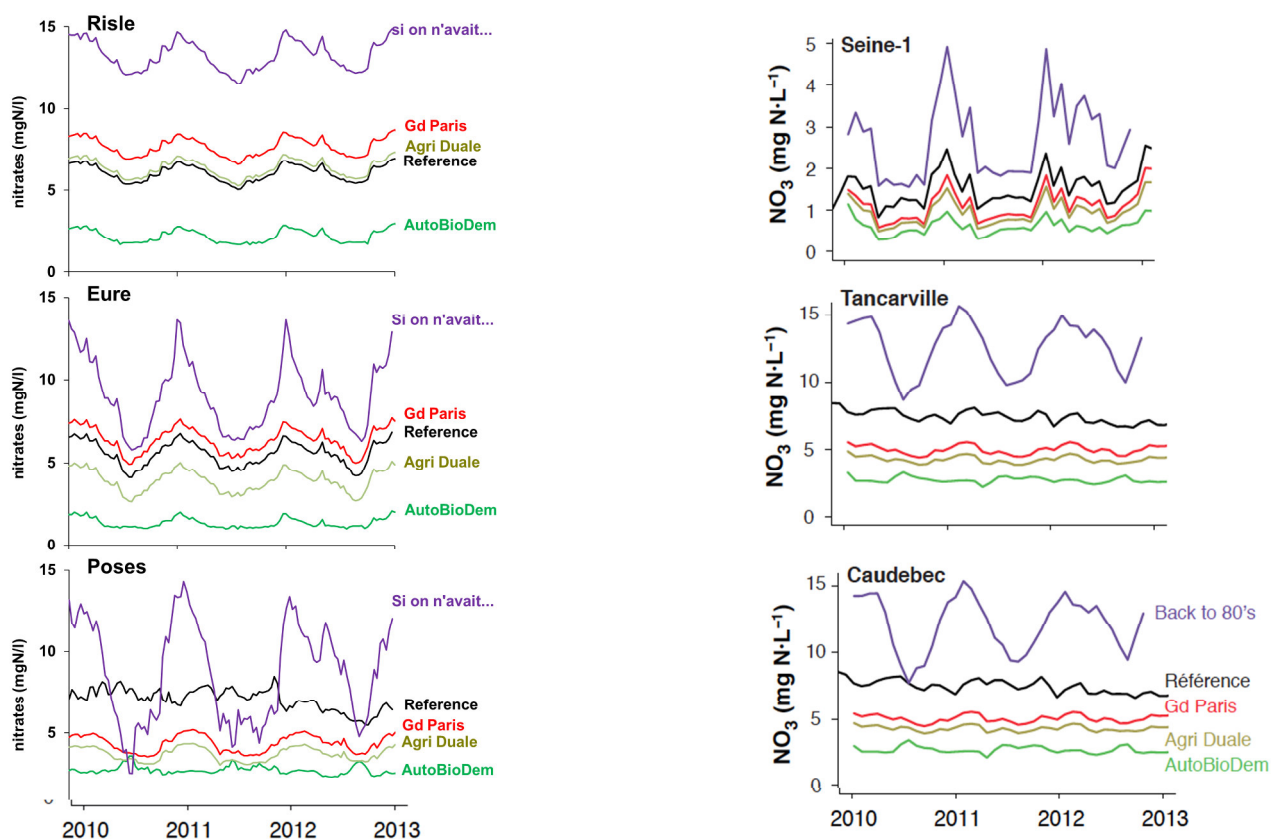 Risle
15
10
5
0
nitrates (mgN/l)
si on n'avait...
Gd Paris
Agri Duale
Reference
AutoBioDem
Eure
15
10
5
0
nitrates (mgN/l)
Si on n'avait...
Gd Paris
Reference
Agri Duale
AutoBioDem
Poses
15
10
5
nitrates (mgN/l)
Si on n'avait...
Reference
Gd Paris
Agri Duale
AutoBioDem
2010 2011 2012 2013
Seine-1
5
4
3
2
1
0
NO3 (mg N·L−1)
Tancarville
15
10
5
0
NO3 (mg N·L−1)
Caudebec
15
10
5
0
NO3 (mg N·L−1)
Back to 80's
Référence
Gd Paris
Agri Duale
AutoBioDem
2010 2011 2012 2013